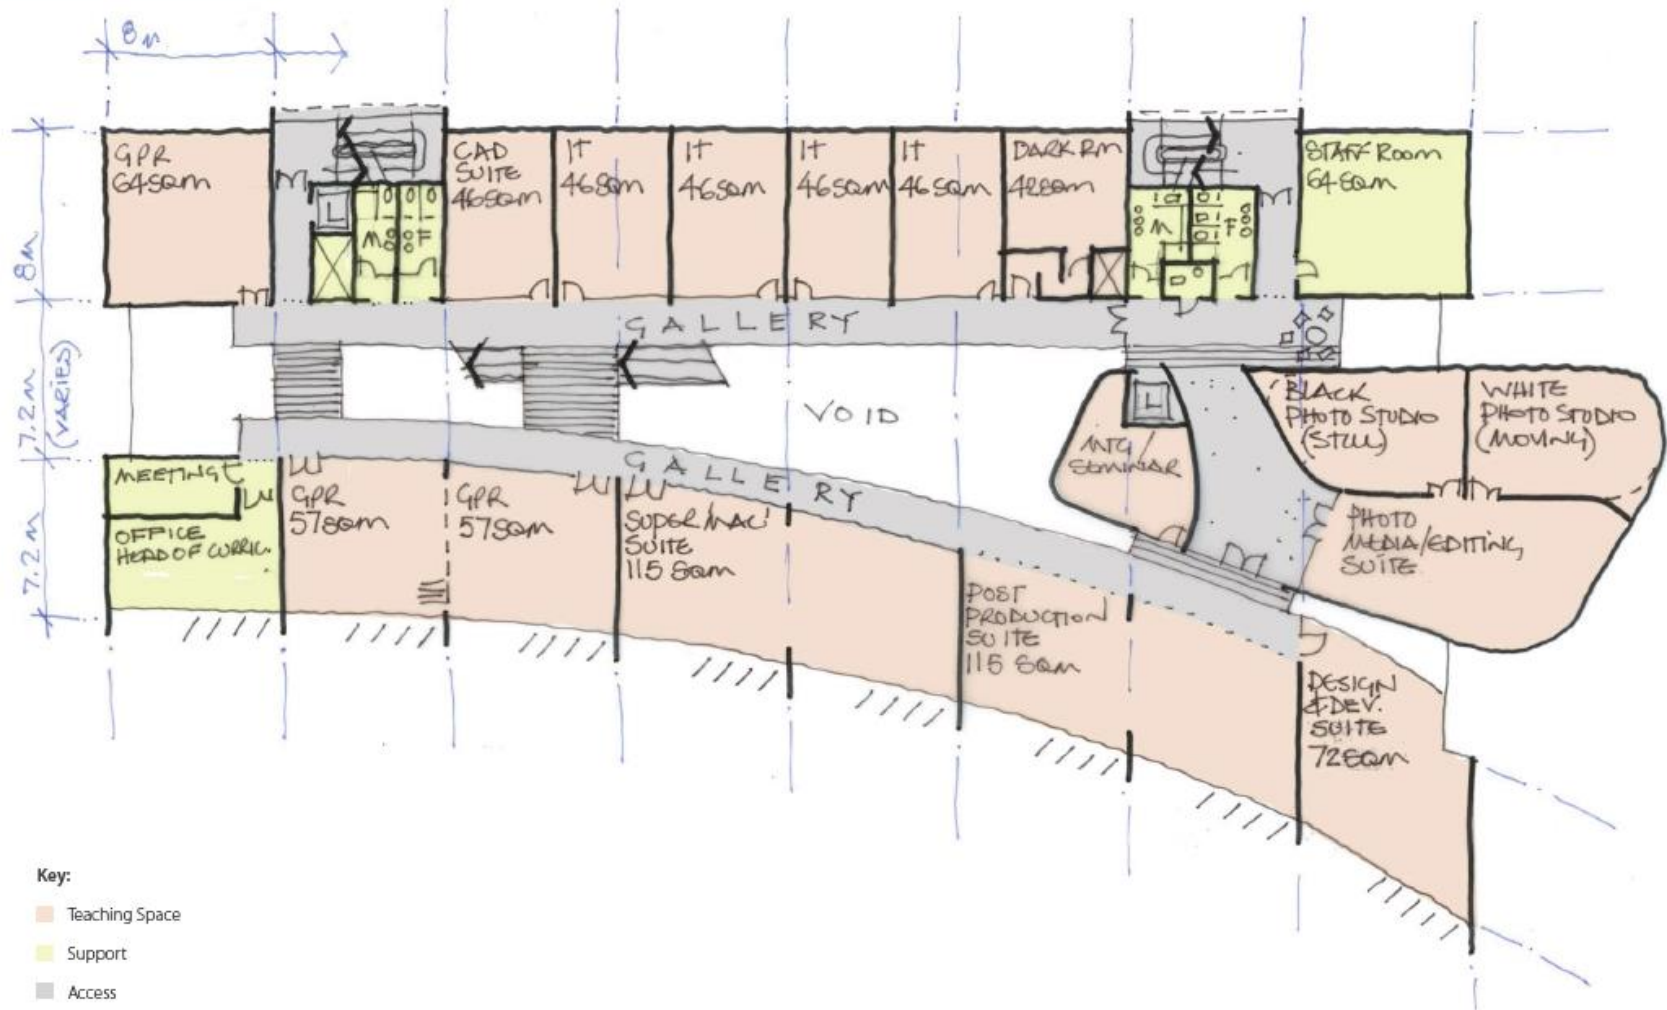 8m
GPR
64SQM
L
M
F
CAD
SUITE
46SQM
IT
46SQM
IT
46SQM
IT
46SQM
IT
46SQM
DARK RM
42SQM
M
F
STAFF ROOM
64SQM
8m
GALLERY
7.2m
(VARIES)
VOID
L
MTG/
SEMINAR
BLACK
PHOTO STUDIO
(STILL)
WHITE
PHOTO STUDIO
(MOVING)
GALLERY
MEETING
OFFICE
HEAD OF CURRIC.
7.2m
GPR
57SQM
GPR
57SQM
SUPER/MAC'
SUITE
115 SQM
PHOTO
MEDIA/EDITING
SUITE
POST
PRODUCTION
SUITE
115 SQM
DESIGN
& DEV.
SUITE
72SQM
Key:
Teaching Space
Support
Access